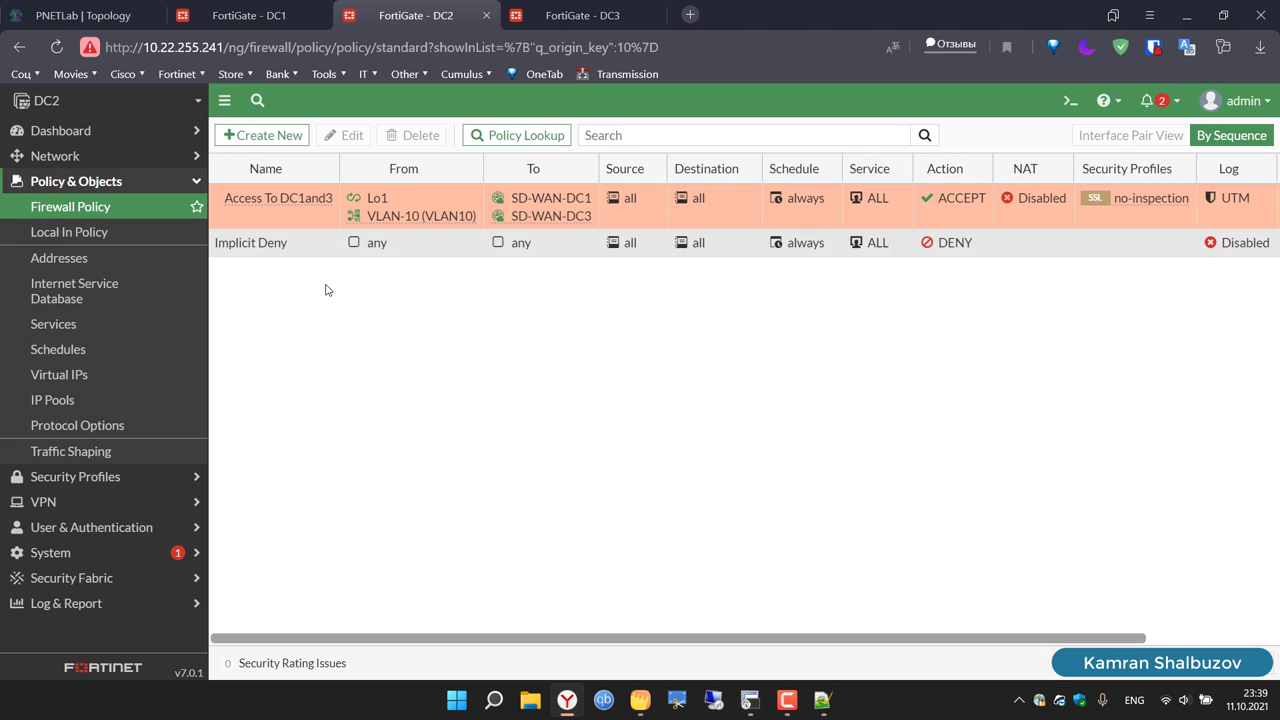 PNETLab | Topology
FortiGate - DC1
FortiGate - DC2
FortiGate - DC3
http://10.22.255.241/ng/firewall/policy/policy/standard?showInList=%7B"q_origin_key":10%7D
Отзывы
Соц
Movies
Cisco
Fortinet
Store
Bank
Tools
IT
Other
Cumulus
OneTab
Transmission
DC2
2
admin
Dashboard
Network
Policy & Objects
Firewall Policy
Local In Policy
Addresses
Internet Service
Database
Services
Schedules
Virtual IPs
IP Pools
Protocol Options
Traffic Shaping
Security Profiles
VPN
User & Authentication
System 1
Security Fabric
Log & Report
FORTINET v7.0.1
+Create New
Edit
Delete
Policy Lookup
Search
Interface Pair View
By Sequence
Name From To Source Destination Schedule Service Action NAT Security Profiles Log
Access To DC1and3 Lo1 SD-WAN-DC1 all all always ALL ACCEPT Disabled SSL no-inspection UTM
VLAN-10 (VLAN10) SD-WAN-DC3
Implicit Deny any any all all always ALL DENY Disabled
0 Security Rating Issues
Kamran Shalbuzov
ENG
23:39
11.10.2021